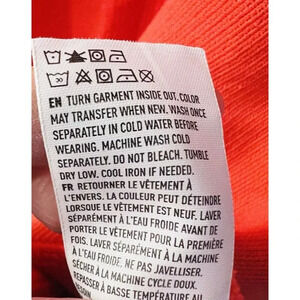 EN TURN GARMENT INSIDE OUT. COLOR
MAY TRANSFER WHEN NEW. WASH ONCE
SEPARATELY IN COLD WATER BEFORE
WEARING. MACHINE WASH COLD
SEPARATELY. DO NOT BLEACH. TUMBLE
DRY LOW. COOL IRON IF NEEDED.
FR RETOURNER LE VÊTEMENT À
L'ENVERS. LA COULEUR PEUT DÉTEINDRE
LORSQUE LE VÊTEMENT EST NEUF. LAVER
SÉPARÉMENT À L'EAU FROIDE AVANT DE
PORTER LE VÊTEMENT POUR LA PREMIÈRE
FOIS. LAVER SÉPARÉMENT À LA MACHINE
À L'EAU FROIDE. NE PAS JAVELLISER.
SÉCHER À LA MACHINE CYCLE DOUX.
REPASSER À BASSE TEMPÉRATURE AU
BESOIN.